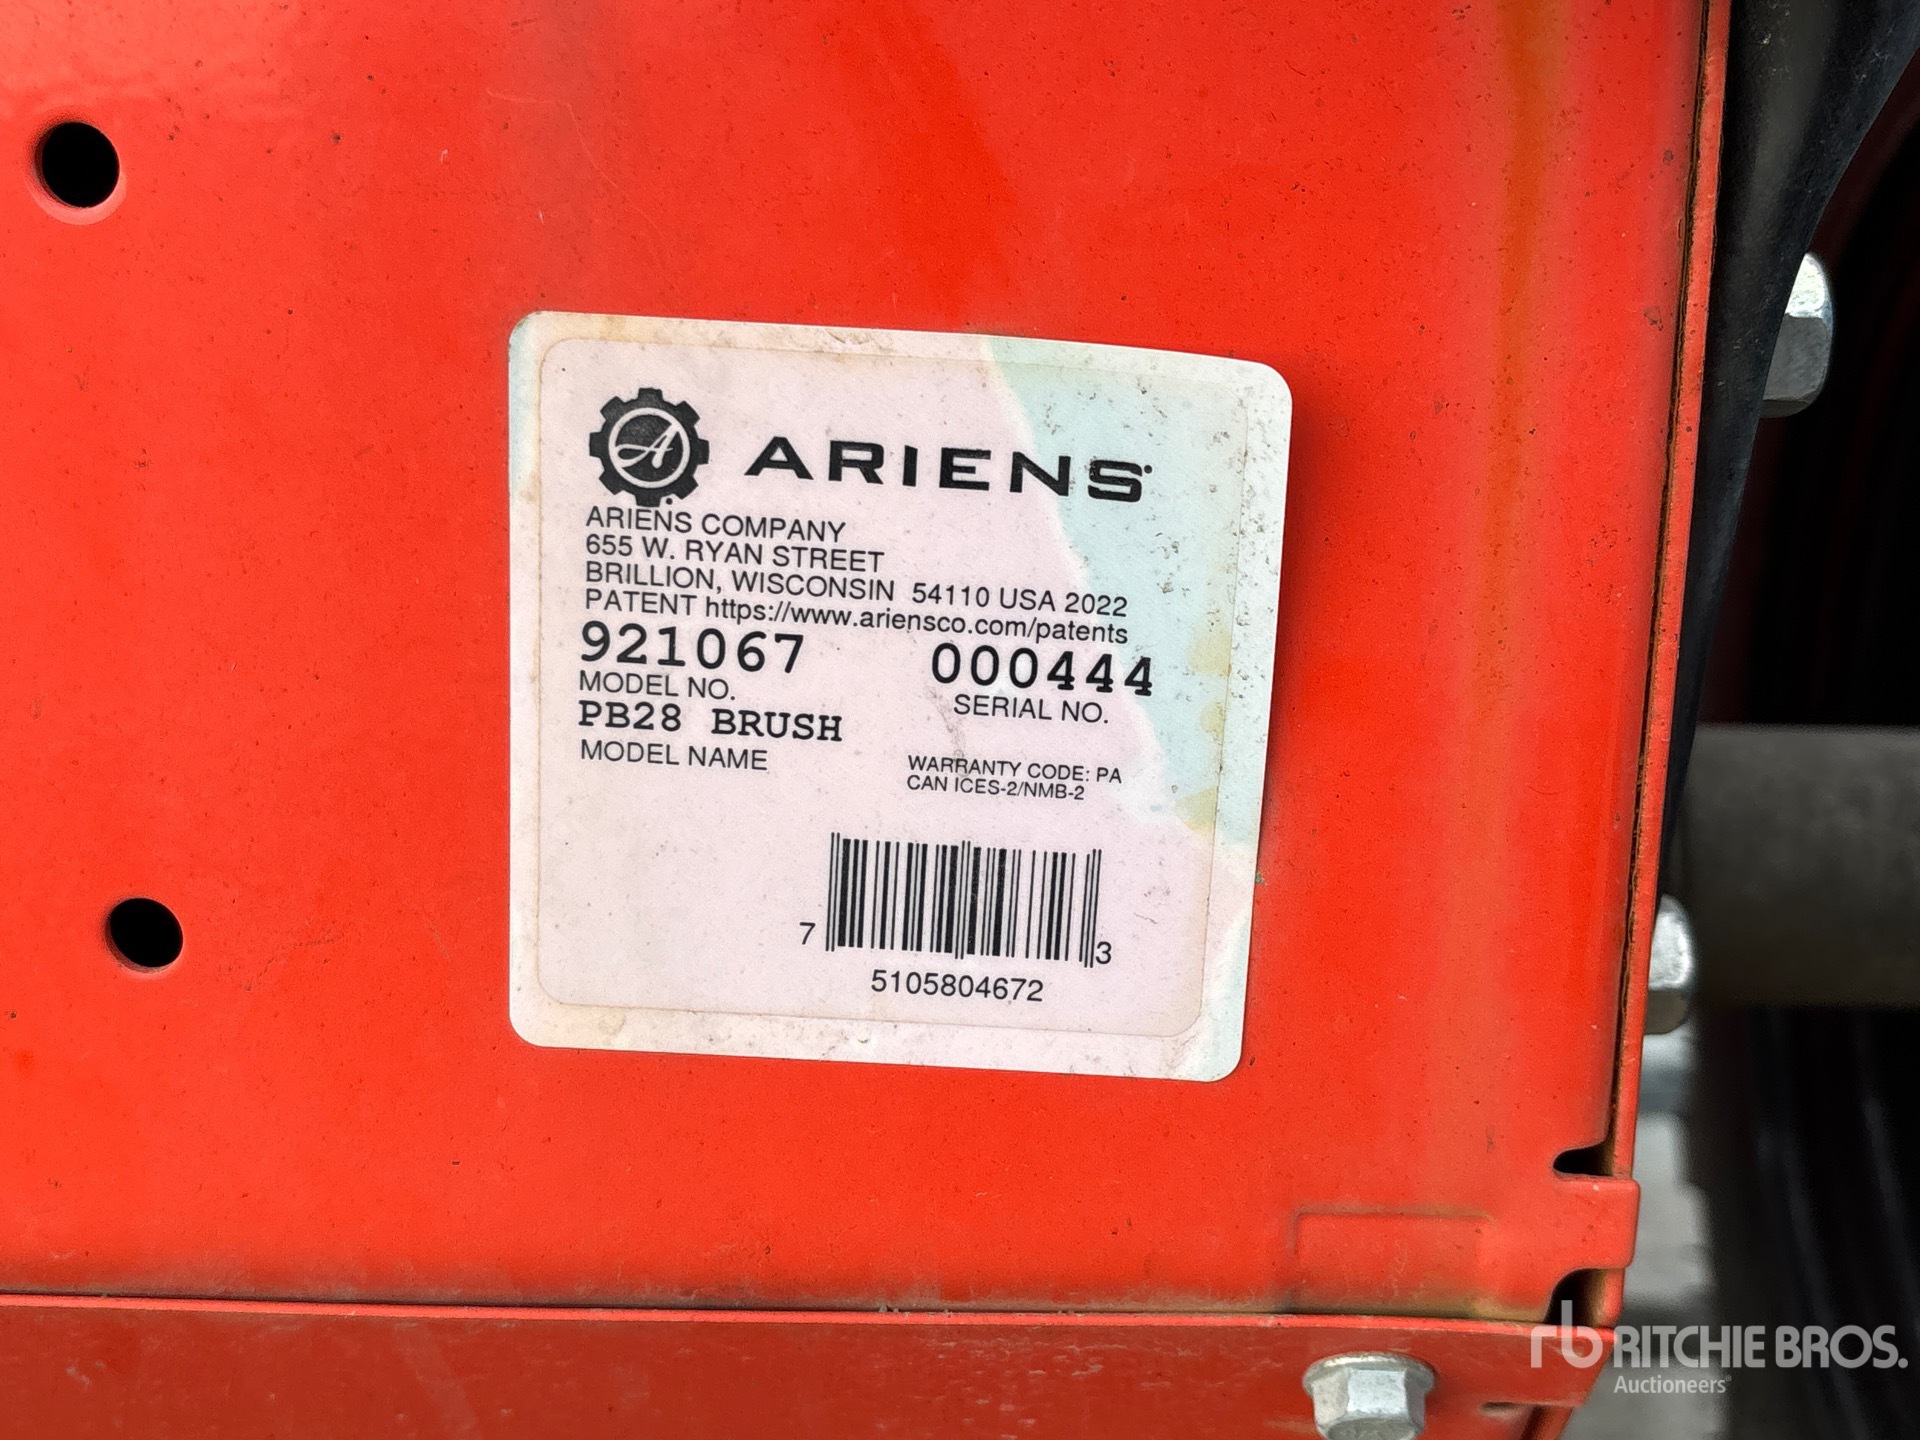 A
ARIENS
ARIENS COMPANY
655 W. RYAN STREET
BRILLION, WISCONSIN 54110 USA 2022
PATENT https://www.ariensco.com/patents
921067 000444
MODEL NO. SERIAL NO.
PB28 BRUSH
MODEL NAME
WARRANTY CODE: PA
CAN ICES-2/NMB-2
7 3
5105804672
rb RITCHIE BROS.
Auctioneers